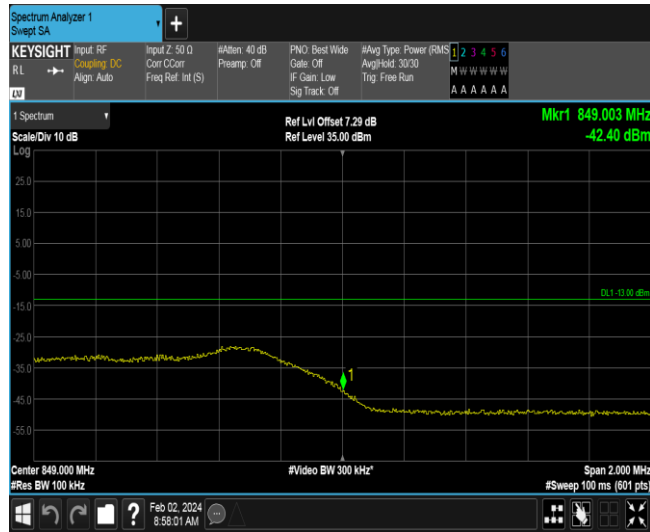 Spectrum Analyzer 1
Swept SA
+
KEYSIGHT
RL
LXI
Input: RF
Coupling: DC
Align: Auto
Input Z: 50 Ω
Corr CCorr
Freq Ref: Int (S)
#Atten: 40 dB
Preamp: Off
PNO: Best Wide
Gate: Off
IF Gain: Low
Sig Track: Off
#Avg Type: Power (RMS
Avg|Hold: 30/30
Trig: Free Run
1 2 3 4 5 6
M W W W W W
A A A A A A
1 Spectrum
Scale/Div 10 dB
Log
Ref Lvl Offset 7.29 dB
Ref Level 35.00 dBm
Mkr1 849.003 MHz
-42.40 dBm
25.0
15.0
5.00
-5.00
DL1 -13.00 dBm
-15.0
-25.0
-35.0
1
-45.0
-55.0
Center 849.000 MHz
#Res BW 100 kHz
#Video BW 300 kHz*
Span 2.000 MHz
#Sweep 100 ms (601 pts)
?
Feb 02, 2024
8:58:01 AM